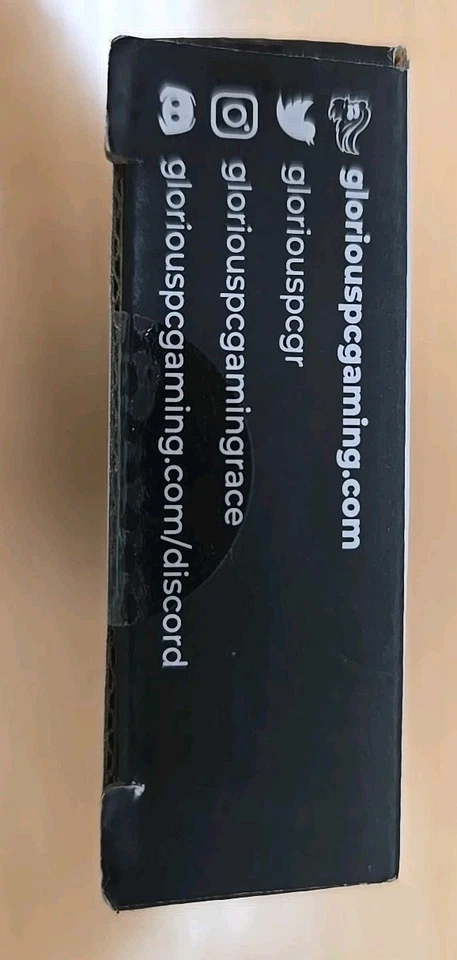 gloriouspcgaming.com
gloriouspcgr
gloriouspcgamingrace
gloriouspcgaming.com/discord